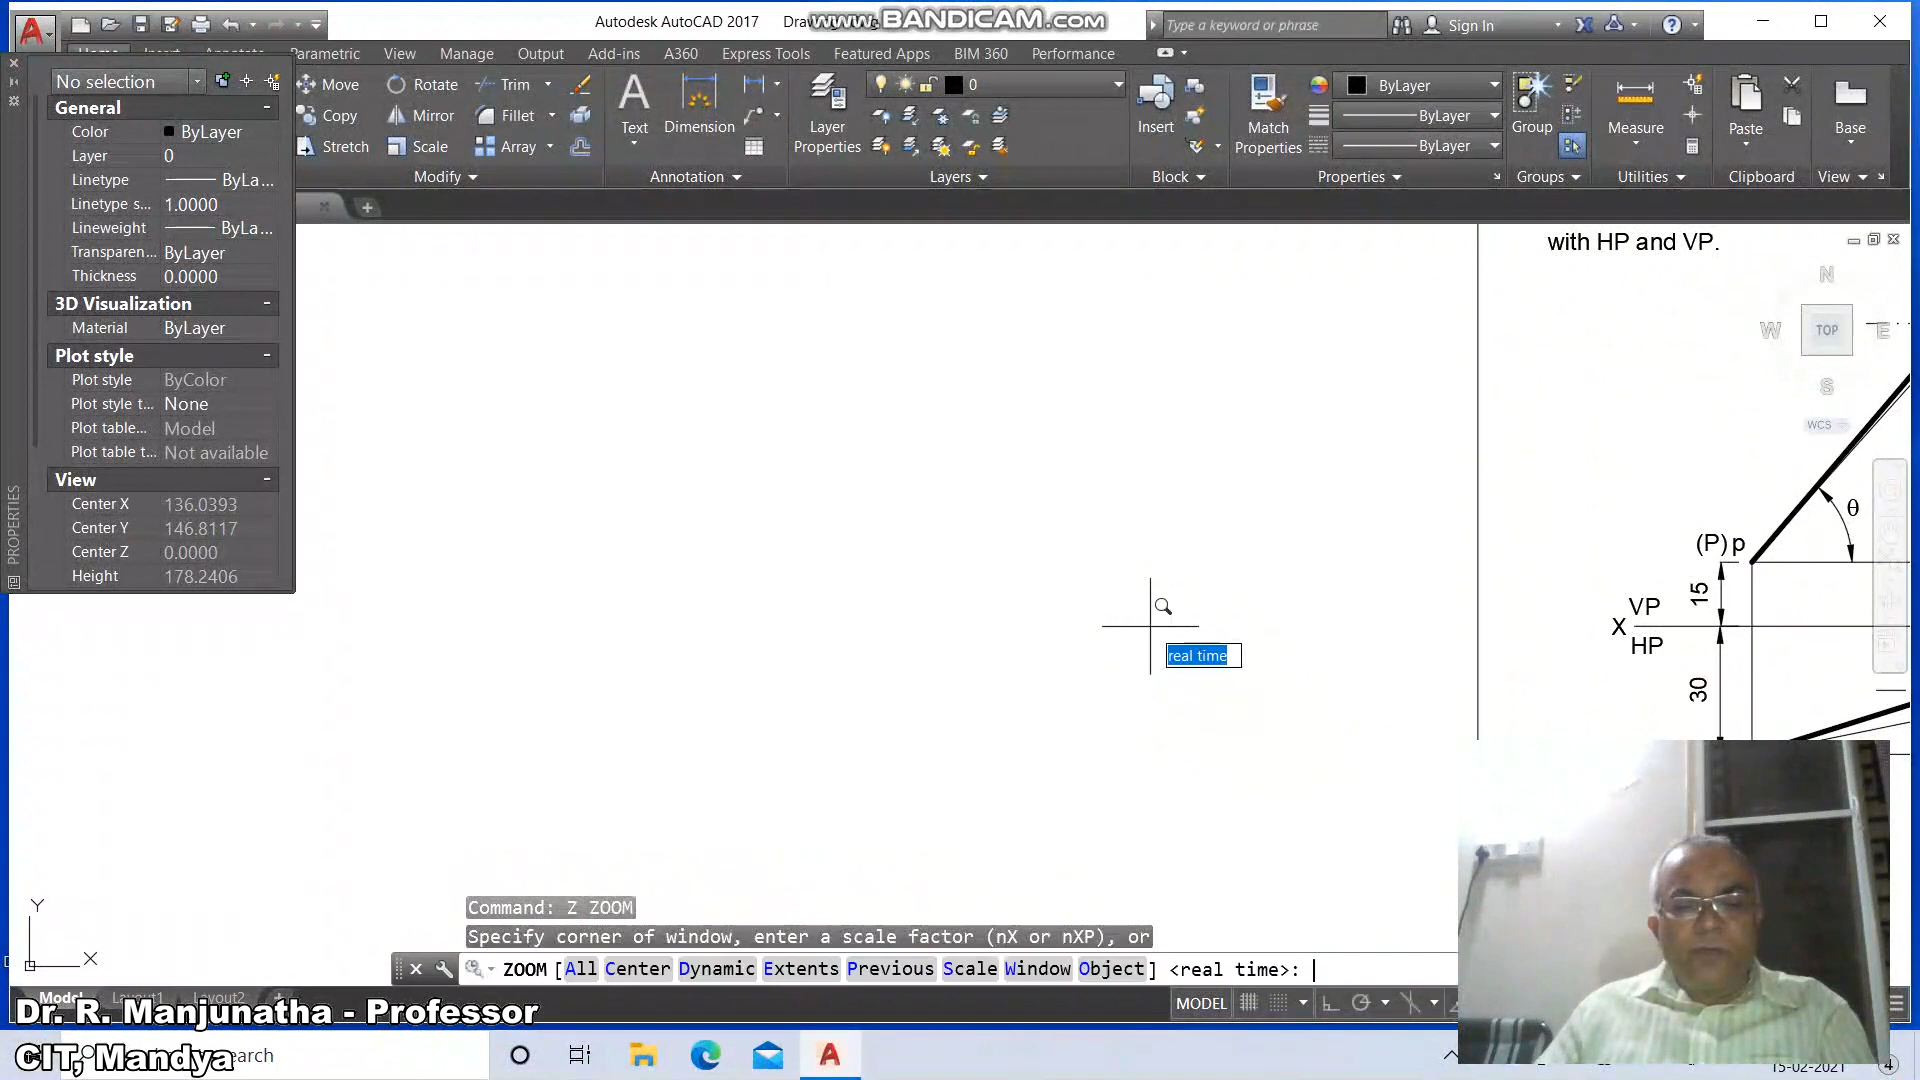 Autodesk AutoCAD 2017
www.BANDICAM.com
Type a keyword or phrase
Sign In
Parametric
View
Manage
Output
Add-ins
A360
Express Tools
Featured Apps
BIM 360
Performance
No selection
General
Color ByLayer
Layer 0
Linetype ByLa...
Linetype s... 1.0000
Lineweight ByLa...
Transparen... ByLayer
Thickness 0.0000
3D Visualization
Material ByLayer
Plot style
Plot style ByColor
Plot style t... None
Plot table... Model
Plot table t... Not available
View
Center X 136.0393
Center Y 146.8117
Center Z 0.0000
Height 178.2406
PROPERTIES
Move Rotate Trim
Copy Mirror Fillet
Stretch Scale Array
Modify
Text
Dimension
Annotation
Layer Properties
0
Layers
Insert
Block
Match Properties
ByLayer
ByLayer
ByLayer
Properties
Group
Groups
Measure
Utilities
Paste
Clipboard
Base
View
with HP and VP.
N
W TOP E
S
WCS
θ
(P) p
15
VP
X
HP
30
real time
Y
X
Command: Z ZOOM
Specify corner of window, enter a scale factor (nX or nXP), or
ZOOM [All Center Dynamic Extents Previous Scale Window Object] <real time>:
Model Layout1 Layout2
MODEL
Dr. R. Manjunatha - Professor
CIT, Mandya
15-02-2021
4